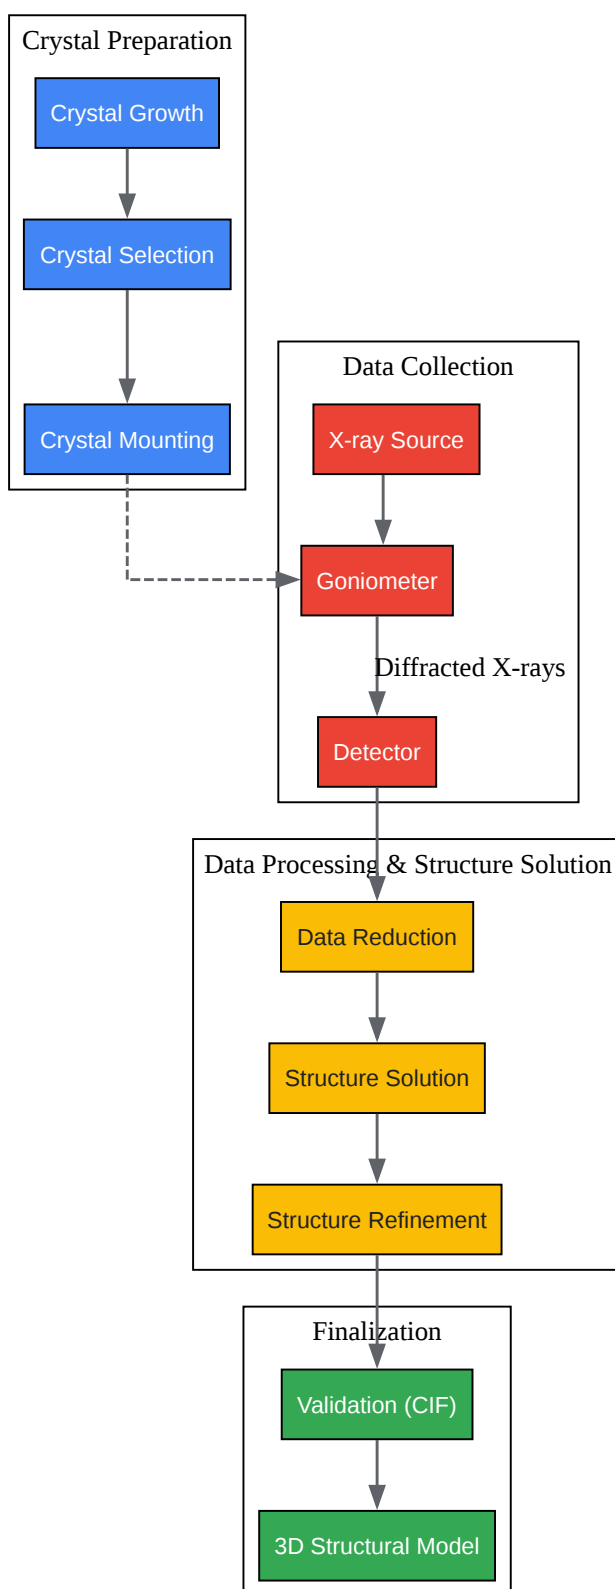 Crystal Preparation
Crystal Growth
Crystal Selection
Crystal Mounting
Data Collection
X-ray Source
Goniometer
Diffracted X-rays
Detector
Data Processing & Structure Solution
Data Reduction
Structure Solution
Structure Refinement
Finalization
Validation (CIF)
3D Structural Model